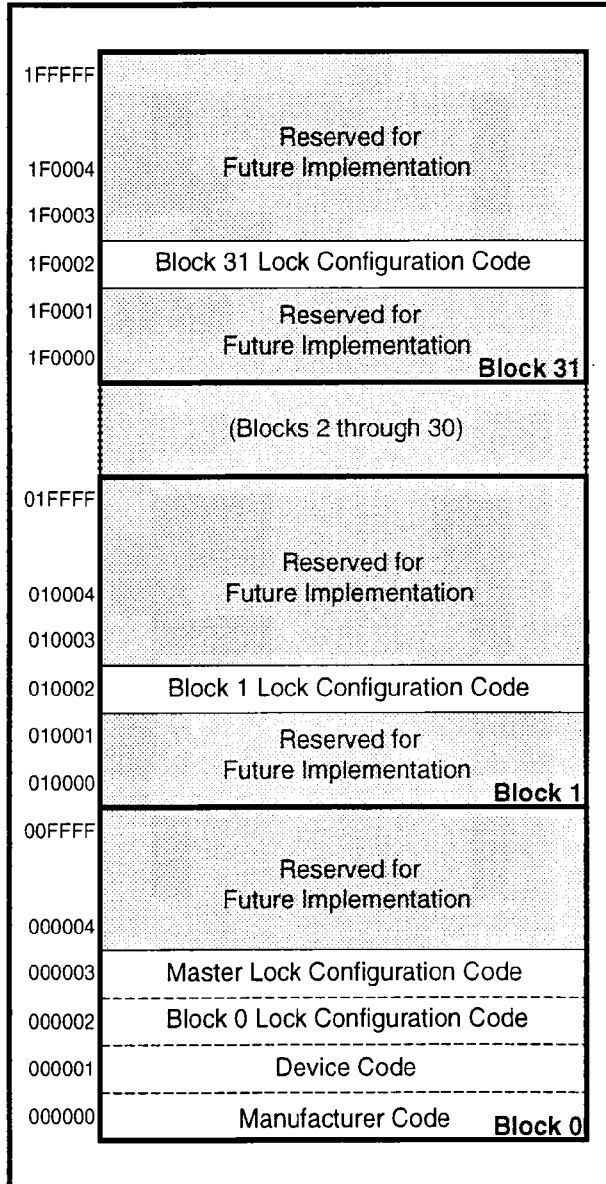 1FFFFF
Reserved for
1F0004 Future Implementation
1F0003
1F0002 Block 31 Lock Configuration Code
1F0001 Reserved for
1F0000 Future Implementation
Block 31
(Blocks 2 through 30)
01FFFF
Reserved for
010004 Future Implementation
010003
010002 Block 1 Lock Configuration Code
010001 Reserved for
010000 Future Implementation
Block 1
00FFFF
Reserved for
Future Implementation
000004
000003 Master Lock Configuration Code
000002 Block 0 Lock Configuration Code
000001 Device Code
000000 Manufacturer Code Block 0